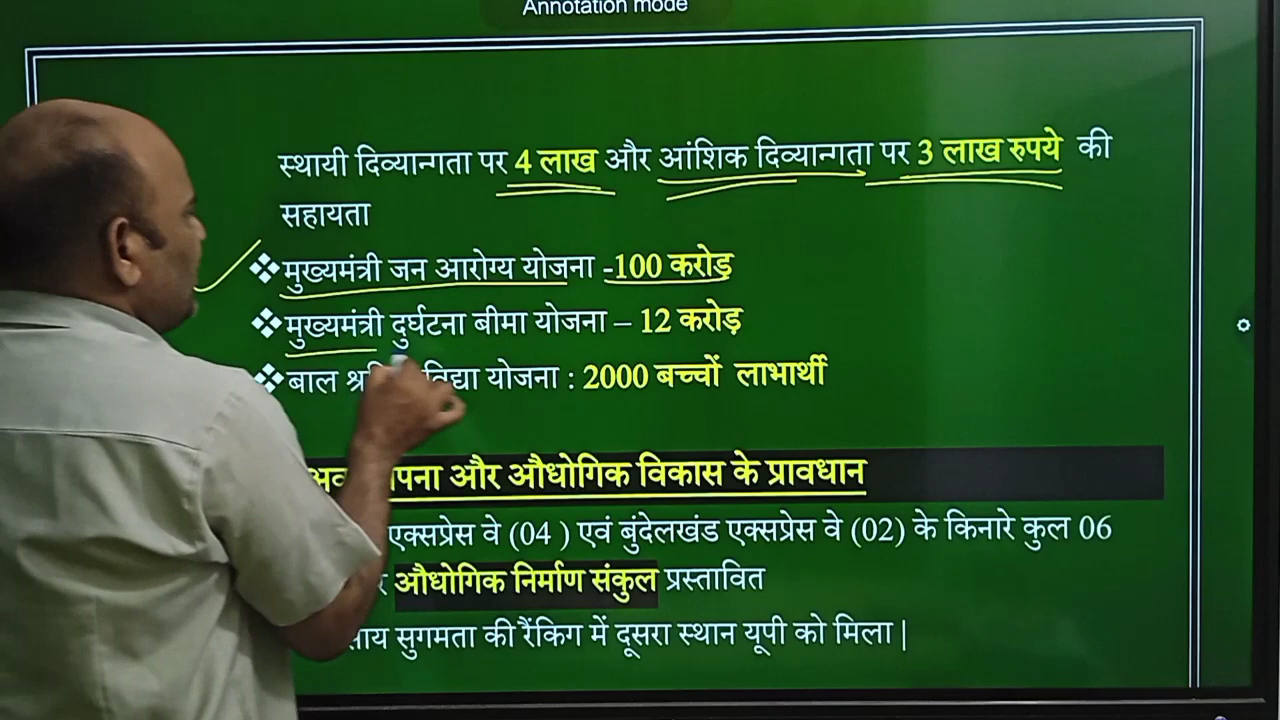 Annotation mode
स्थायी दिव्यान्गता पर 4 लाख और आंशिक दिव्यान्गता पर 3 लाख रुपये की
सहायता
❖मुख्यमंत्री जन आरोग्य योजना -100 करोड़
❖मुख्यमंत्री दुर्घटना बीमा योजना – 12 करोड़
❖बाल विद्या योजना : 2000 बच्चों लाभार्थी
और औधोगिक विकास के प्रावधान
एक्सप्रेस वे (04 ) एवं बुंदेलखंड एक्सप्रेस वे (02) के किनारे कुल 06
औधोगिक निर्माण संकुल प्रस्तावित
सुगमता की रैंकिग में दूसरा स्थान यूपी को मिला |